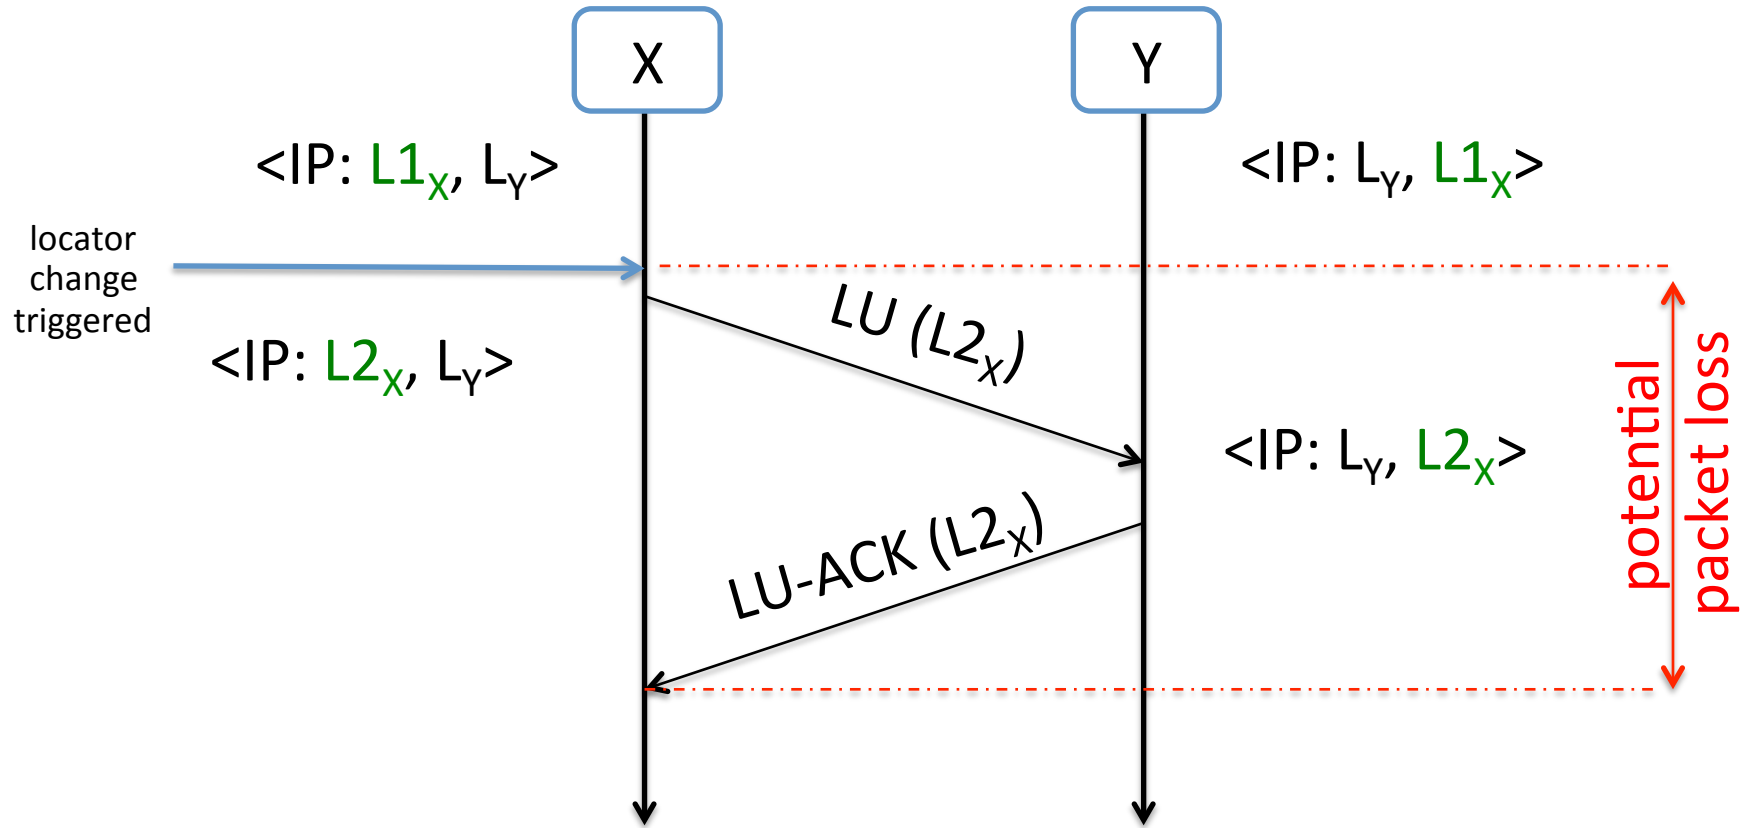 X
Y
<IP: L1X, LY>
<IP: LY, L1X>
locator
change
triggered
LU (L2X)
<IP: L2X, LY>
<IP: LY, L2X>
LU-ACK (L2X)
potential
packet loss